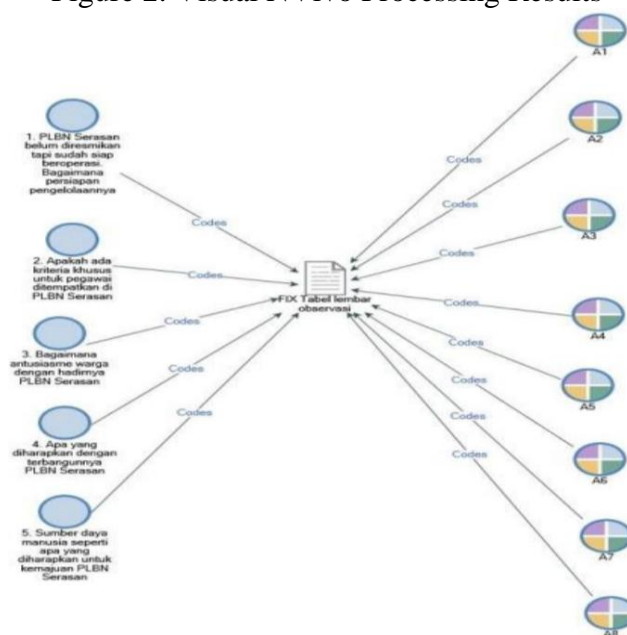 Figure 2. Visual NVivo Processing Results
1. PLBN Serasan
belum diresmikan
tapi sudah siap
beroperasi.
Bagaimana
persiapan
pengelolaannya
2. Apakah ada
kriteria khusus
untuk pegawai
ditempatkan di
PLBN Serasan
3. Bagaimana
antusiasme warga
dengan hadirnya
PLBN Serasan
4. Apa yang
diharapkan dengan
terbangunnya
PLBN Serasan
5. Sumber daya
manusia seperti
apa yang
diharapkan untuk
kemajuan PLBN
Serasan
Codes
Codes
Codes
Codes
Codes
FIX Tabel lembar
observasi
Codes
Codes
Codes
Codes
Codes
Codes
Codes
Codes
A1
A2
A3
A4
A5
A6
A7
A8